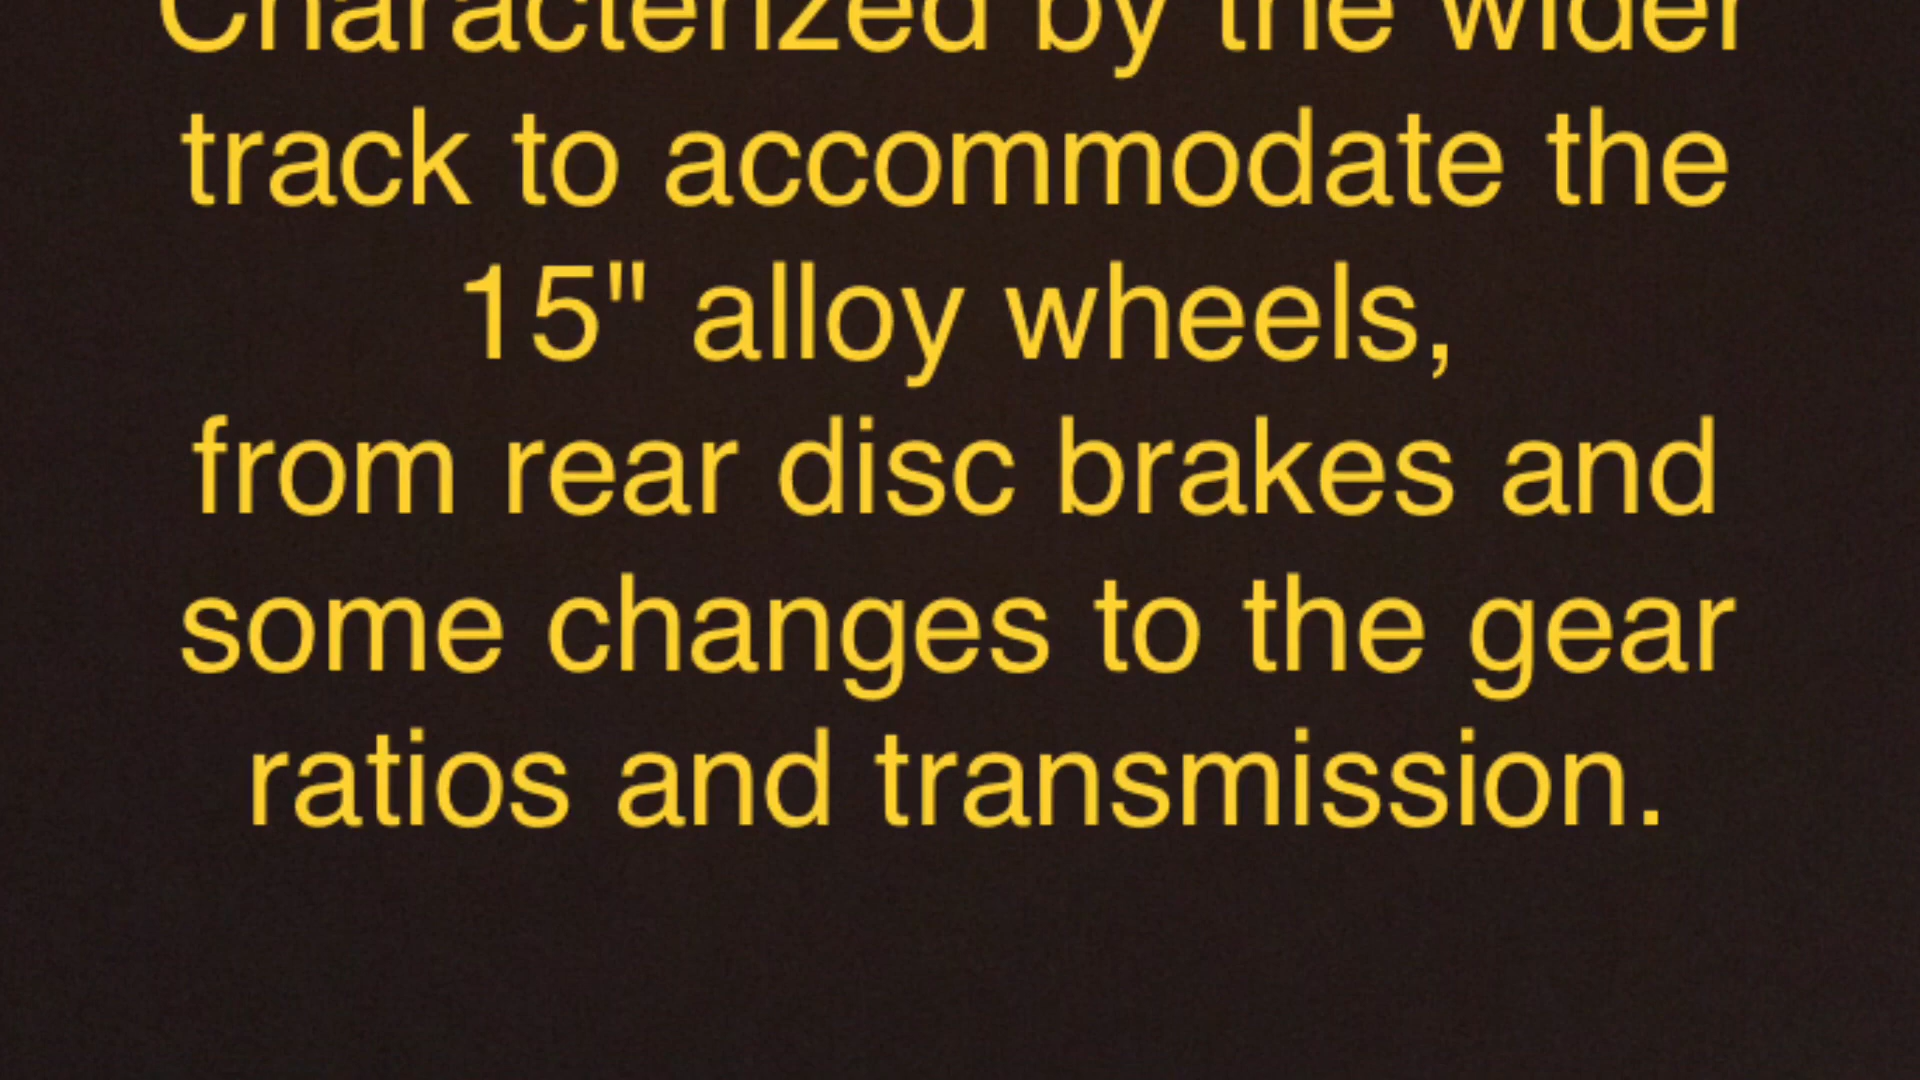 Characterized by the wider
track to accommodate the
15" alloy wheels,
from rear disc brakes and
some changes to the gear
ratios and transmission.